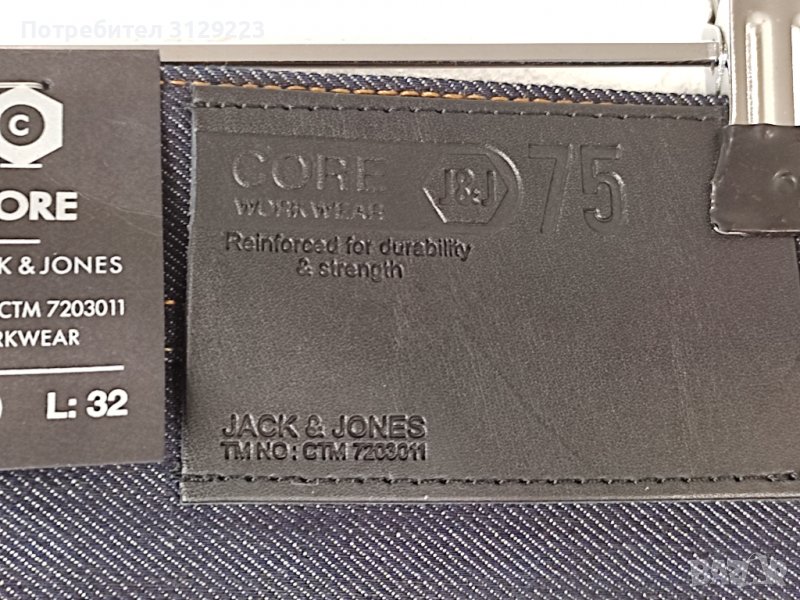 Потребител 3129223
C
ORE
K & JONES
CTM 7203011
RKWEAR
L: 32
CORE
WORKWEAR
J&J
75
Reinforced for durability
& strength
JACK & JONES
TM NO : CTM 7203011